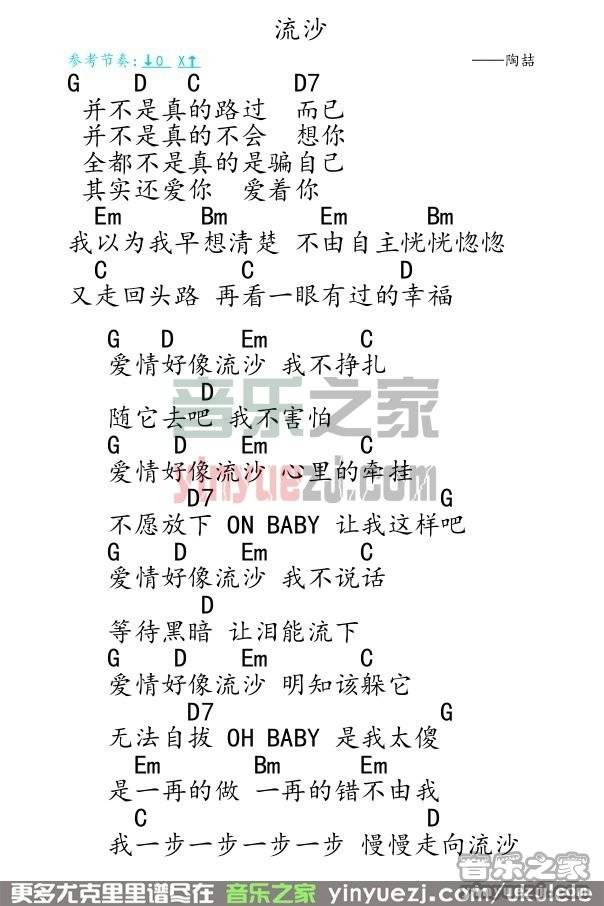 流沙
参考节奏:↓0 X↑ ——陶喆
G D C D7
并不是真的路过 而已
并不是真的不会 想你
全都不是真的是骗自己
其实还爱你 爱着你
Em Bm Em Bm
我以为我早想清楚 不由自主恍恍惚惚
C C D
又走回头路 再看一眼有过的幸福
G D Em C
爱情好像流沙 我不挣扎
D
随它去吧 我不害怕
G D Em C
爱情好像流沙 心里的牵挂
D7 G
不愿放下 ON BABY 让我这样吧
G D Em C
爱情好像流沙 我不说话
D
等待黑暗 让泪能流下
G D Em C
爱情好像流沙 明知该躲它
D7 G
无法自拔 OH BABY 是我太傻
Em Bm Em
是一再的做 一再的错不由我
C D
我一步一步一步一步 慢慢走向流沙
音乐之家
yinyuezj.com
音乐之家
yinyuezj.com
更多尤克里里谱尽在 音乐之家 yinyuezj.com.ukulili